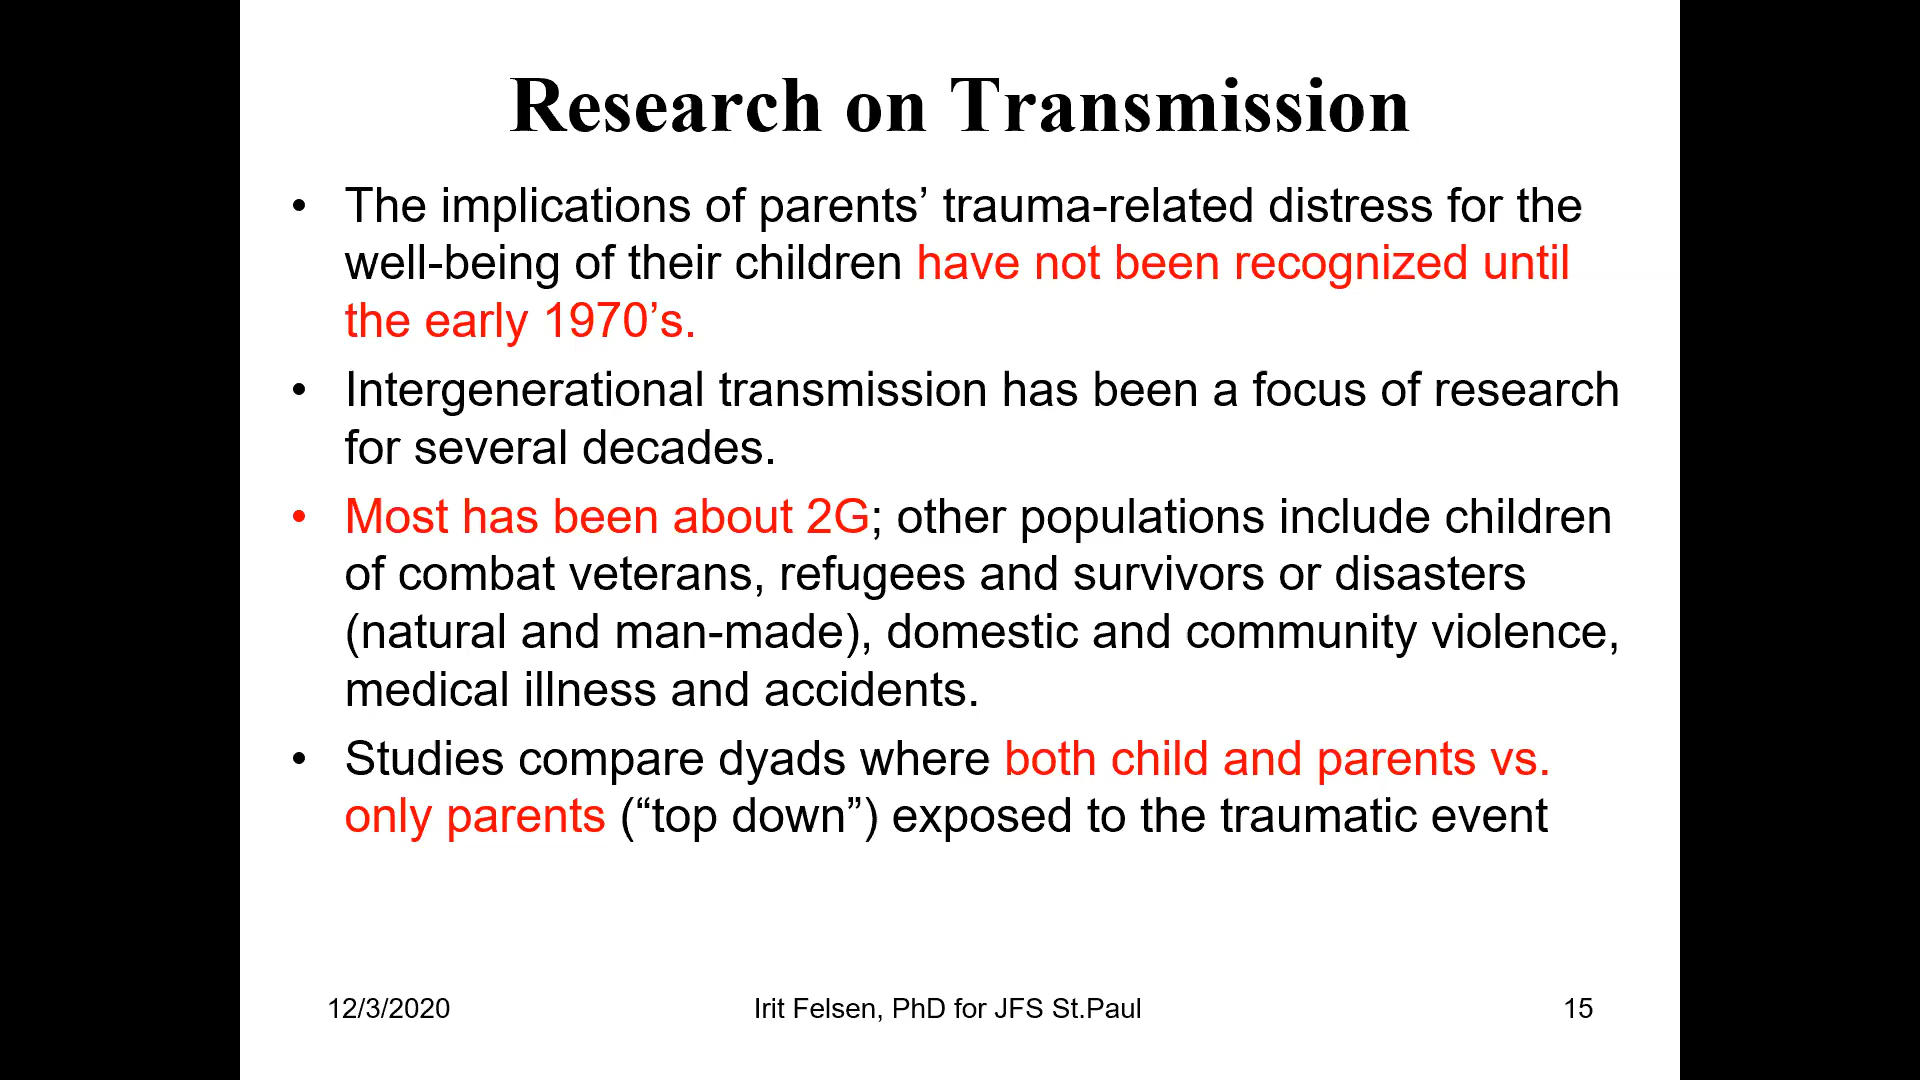 Research on Transmission
• The implications of parents’ trauma-related distress for the
well-being of their children have not been recognized until
the early 1970’s.
• Intergenerational transmission has been a focus of research
for several decades.
• Most has been about 2G; other populations include children
of combat veterans, refugees and survivors or disasters
(natural and man-made), domestic and community violence,
medical illness and accidents.
• Studies compare dyads where both child and parents vs.
only parents (“top down”) exposed to the traumatic event
12/3/2020
Irit Felsen, PhD for JFS St.Paul
15